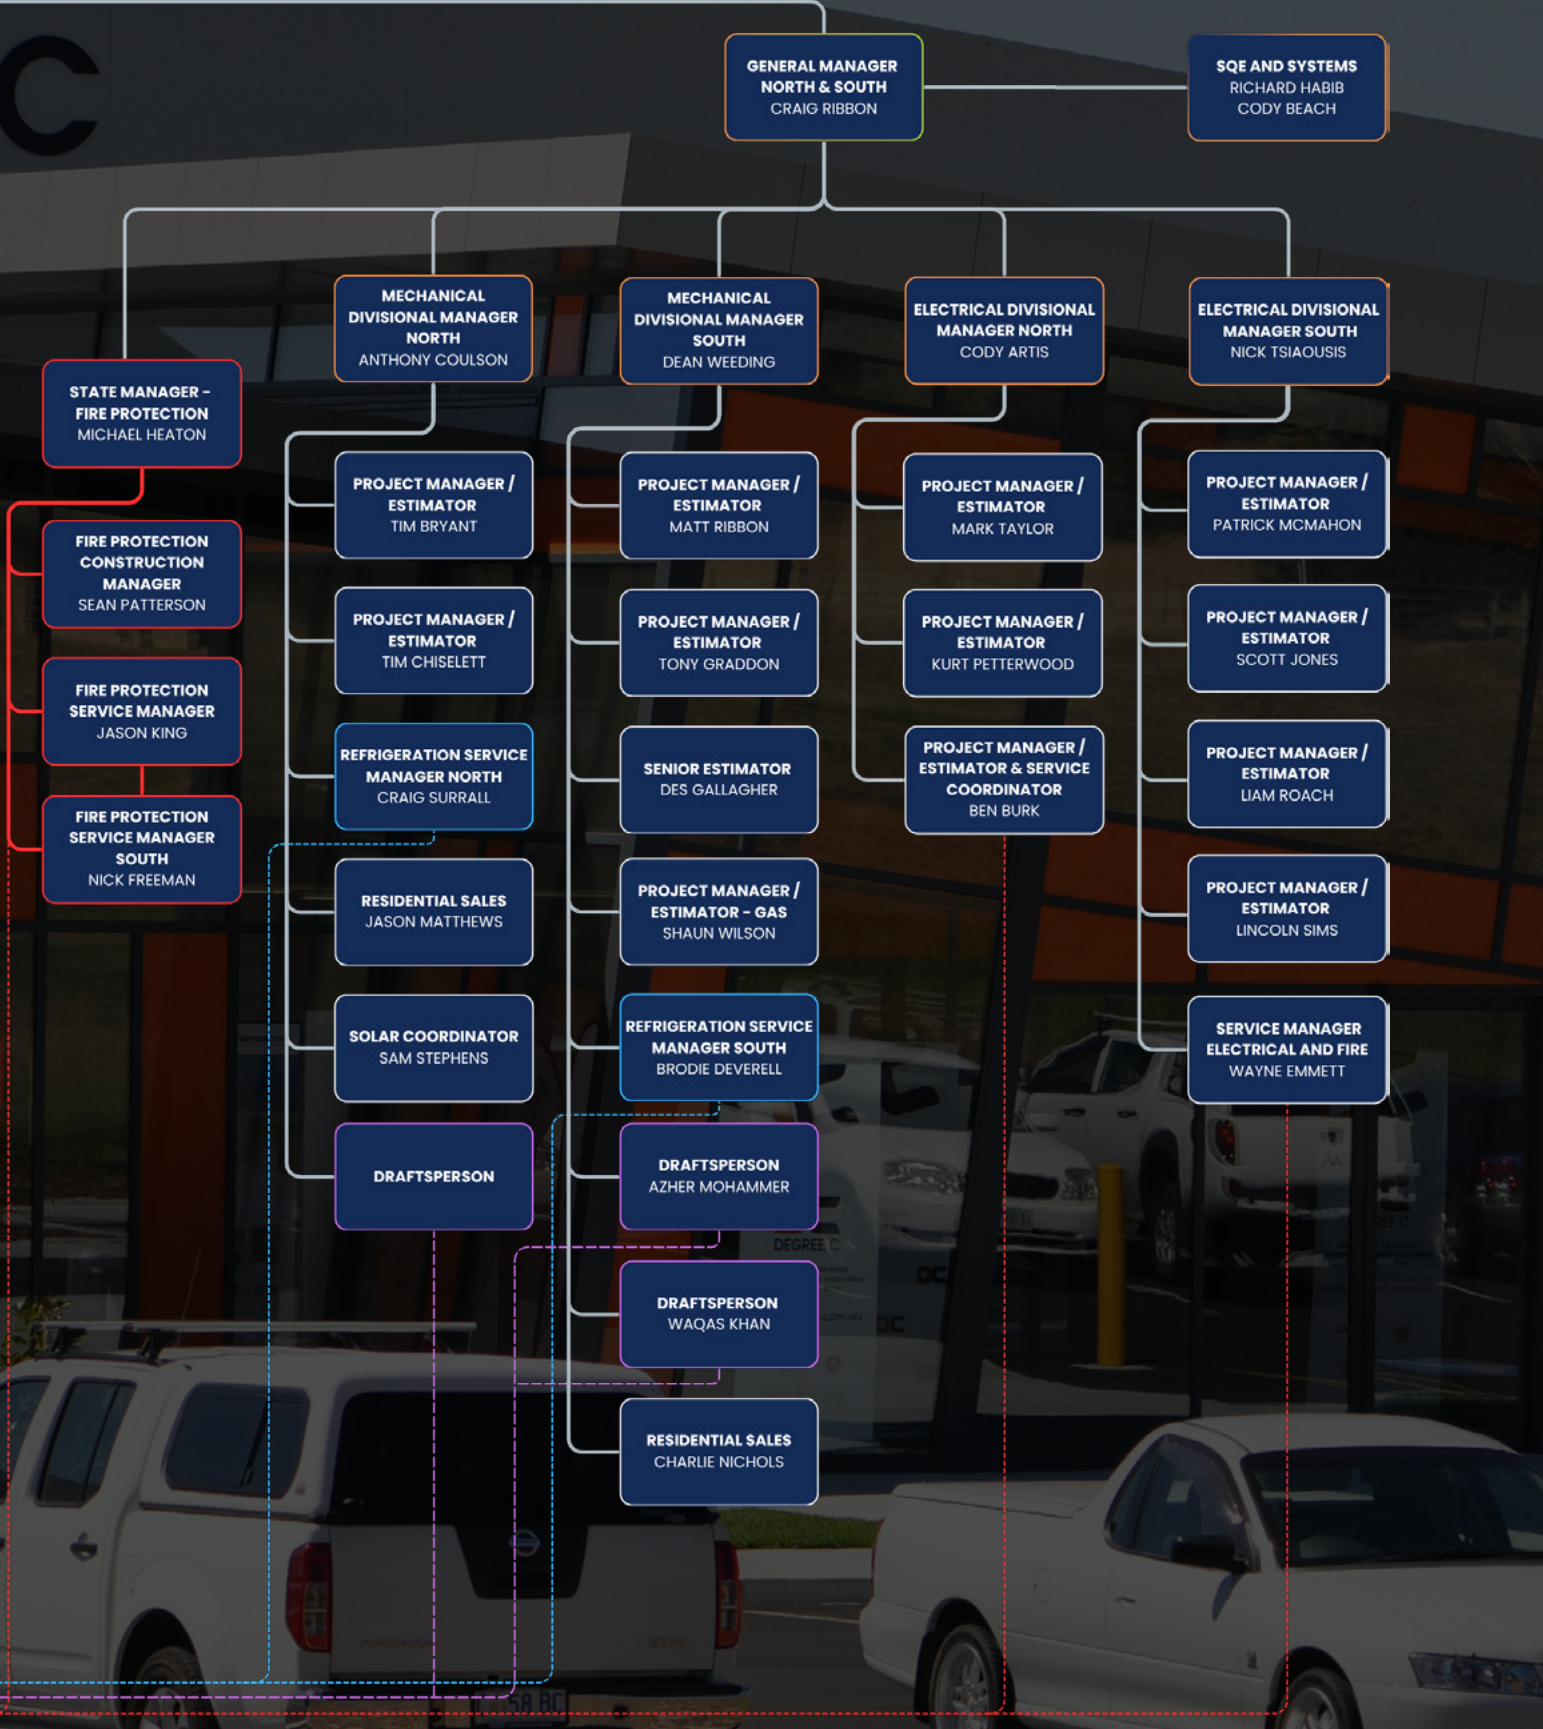 C
GENERAL MANAGER
NORTH & SOUTH
CRAIG RIBBON
SQE AND SYSTEMS
RICHARD HABIB
CODY BEACH
STATE MANAGER -
FIRE PROTECTION
MICHAEL HEATON
FIRE PROTECTION
CONSTRUCTION
MANAGER
SEAN PATTERSON
FIRE PROTECTION
SERVICE MANAGER
JASON KING
FIRE PROTECTION
SERVICE MANAGER
SOUTH
NICK FREEMAN
MECHANICAL
DIVISIONAL MANAGER
NORTH
ANTHONY COULSON
PROJECT MANAGER /
ESTIMATOR
TIM BRYANT
PROJECT MANAGER /
ESTIMATOR
TIM CHISELETT
REFRIGERATION SERVICE
MANAGER NORTH
CRAIG SURRALL
RESIDENTIAL SALES
JASON MATTHEWS
SOLAR COORDINATOR
SAM STEPHENS
DRAFTSPERSON
MECHANICAL
DIVISIONAL MANAGER
SOUTH
DEAN WEEDING
PROJECT MANAGER /
ESTIMATOR
MATT RIBBON
PROJECT MANAGER /
ESTIMATOR
TONY GRADDON
SENIOR ESTIMATOR
DES GALLAGHER
PROJECT MANAGER /
ESTIMATOR - GAS
SHAUN WILSON
REFRIGERATION SERVICE
MANAGER SOUTH
BRODIE DEVERELL
DRAFTSPERSON
AZHER MOHAMMER
DRAFTSPERSON
WAQAS KHAN
RESIDENTIAL SALES
CHARLIE NICHOLS
ELECTRICAL DIVISIONAL
MANAGER NORTH
CODY ARTIS
PROJECT MANAGER /
ESTIMATOR
MARK TAYLOR
PROJECT MANAGER /
ESTIMATOR
KURT PETTERWOOD
PROJECT MANAGER /
ESTIMATOR & SERVICE
COORDINATOR
BEN BURK
ELECTRICAL DIVISIONAL
MANAGER SOUTH
NICK TSIAOUSIS
PROJECT MANAGER /
ESTIMATOR
PATRICK MCMAHON
PROJECT MANAGER /
ESTIMATOR
SCOTT JONES
PROJECT MANAGER /
ESTIMATOR
LIAM ROACH
PROJECT MANAGER /
ESTIMATOR
LINCOLN SIMS
SERVICE MANAGER
ELECTRICAL AND FIRE
WAYNE EMMETT
DEGREE C
.com.au
DC